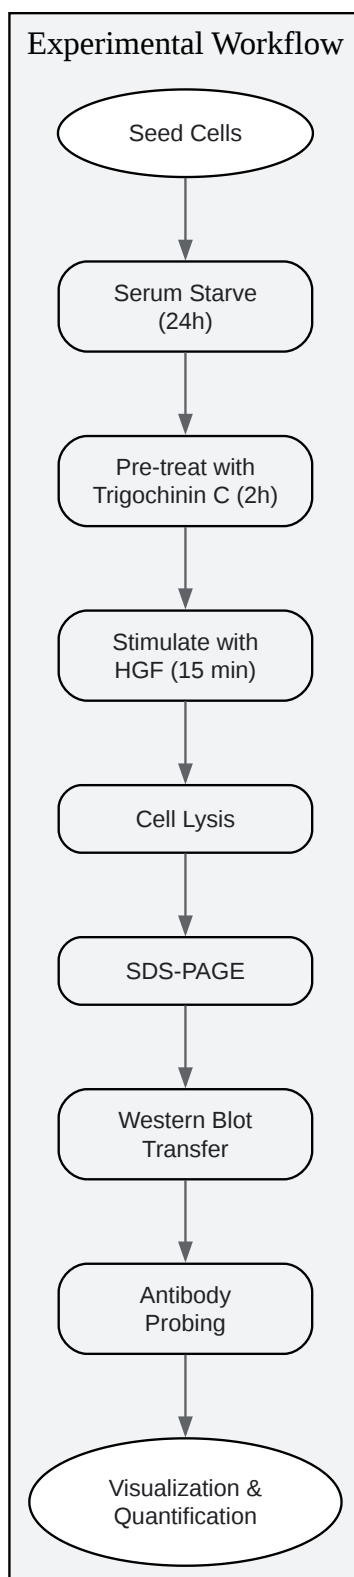 Experimental Workflow
Seed Cells
Serum Starve
(24h)
Pre-treat with
Trigochinin C (2h)
Stimulate with
HGF (15 min)
Cell Lysis
SDS-PAGE
Western Blot
Transfer
Antibody
Probing
Visualization &
Quantification